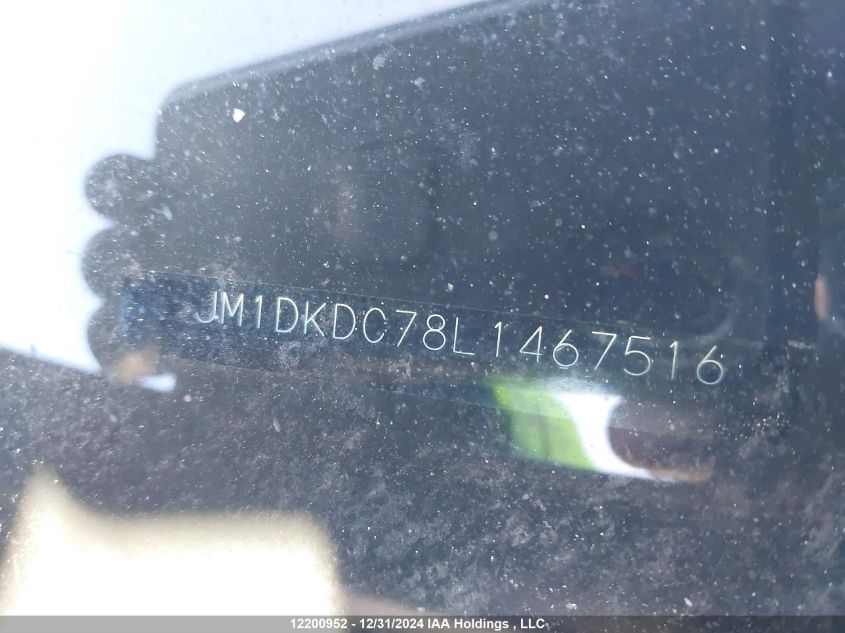 JM1DKDC78L1467516
12200952 - 12/31/2024 IAA Holdings , LLC